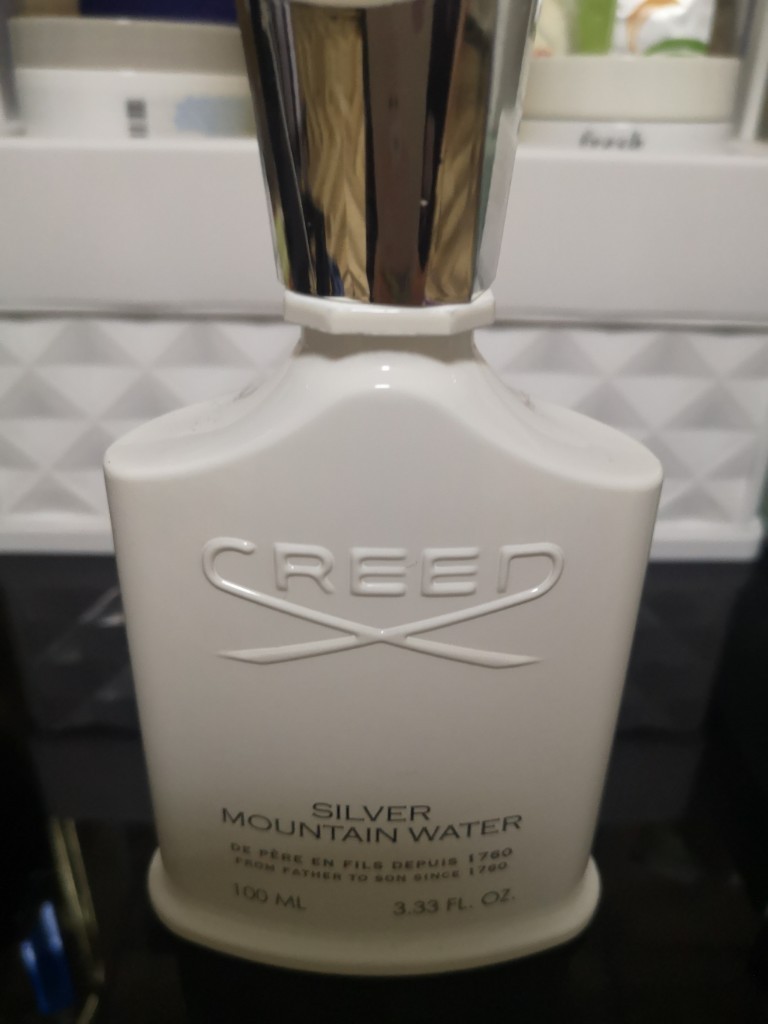 fresh
CREED
SILVER
MOUNTAIN WATER
DE PÈRE EN FILS DEPUIS 1760
FROM FATHER TO SON SINCE 1760
100 ML 3.33 FL. OZ.